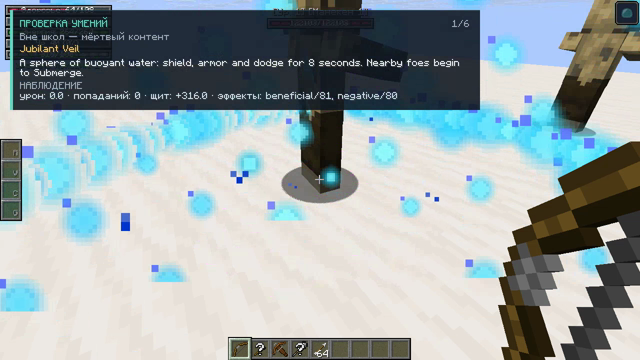 ПРОВЕРКА УМЕНИЙ
1/6
Вне школ — мёртвый контент
Jubilant Veil
A sphere of buoyant water: shield, armor and dodge for 8 seconds. Nearby foes begin
to Submerge.
НАБЛЮДЕНИЕ
урон: 0.0 · попаданий: 0 · щит: +316.0 · эффекты: beneficial/81, negative/80
64